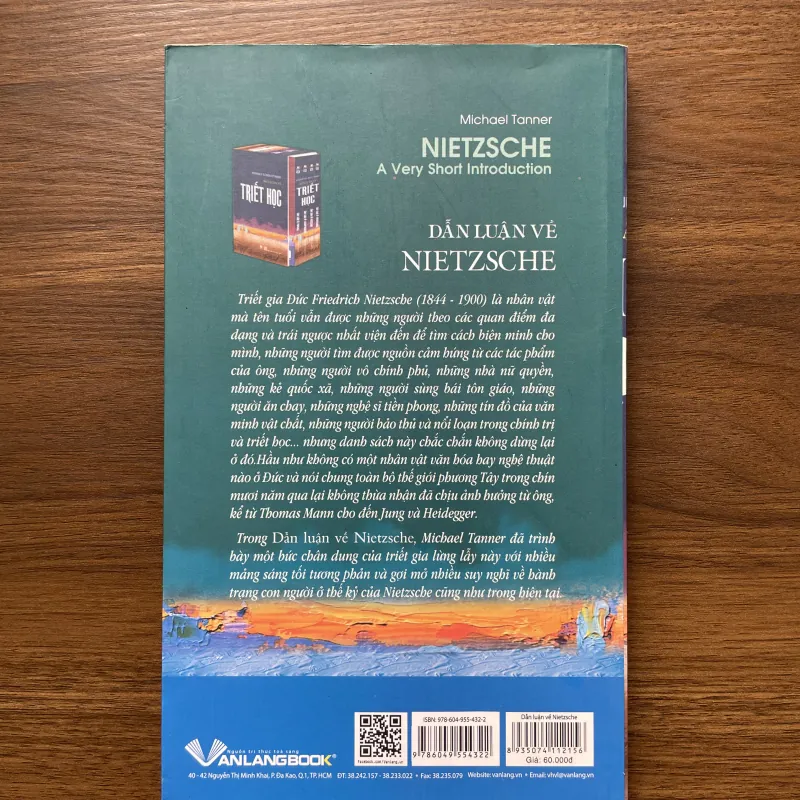 Michael Tanner
NIETZSCHE
A Very Short Introduction
TRIẾT HỌC
TRIẾT
HỌC
DẪN LUẬN VỀ
NIETZSCHE
Triết gia Đức Friedrich Nietzsche (1844 - 1900) là nhân vật
mà tên tuổi vẫn được những người theo các quan điểm đa
dạng và trái ngược nhất viện đến để tìm cách biện minh cho
mình, những người tìm được nguồn cảm hứng từ các tác phẩm
của ông, những người vô chính phủ, những nhà nữ quyền,
những kẻ quốc xã, những người sùng bái tôn giáo, những
người ăn chay, những nghệ sĩ tiền phong, những tín đồ của văn
minh vật chất, những người bảo thủ và nổi loạn trong chính trị
và triết học... nhưng danh sách này chắc chắn không dừng lại
ở đó.Hầu như không có một nhân vật văn hóa hay nghệ thuật
nào ở Đức và nói chung toàn bộ thế giới phương Tây trong chín
mươi năm qua lại không thừa nhận đã chịu ảnh hưởng từ ông,
kể từ Thomas Mann cho đến Jung và Heidegger.
Trong Dẫn luận về Nietzsche, Michael Tanner đã trình
bày một bức chân dung của triết gia lừng lẫy này với nhiều
mảng sáng tối tương phản và gợi mở nhiều suy nghĩ về hành
trạng con người ở thế kỷ của Nietzsche cũng như trong hiện tại.
Nguồn tri thức toả sáng
VANLANGBOOK®
facebook.com/Vanlang.vn
ISBN: 978-604-955-432-2
9 786049 554322
Dẫn luận về Nietzsche
8 935074 112156
Giá: 60.000đ
40 - 42 Nguyễn Thị Minh Khai, P. Đa Kao, Q.1, TP. HCM ĐT: 38.242.157 - 38.233.022 • Fax: 38.235.079 Website: vanlang.vn • Email: vhvl@vanlang.vn